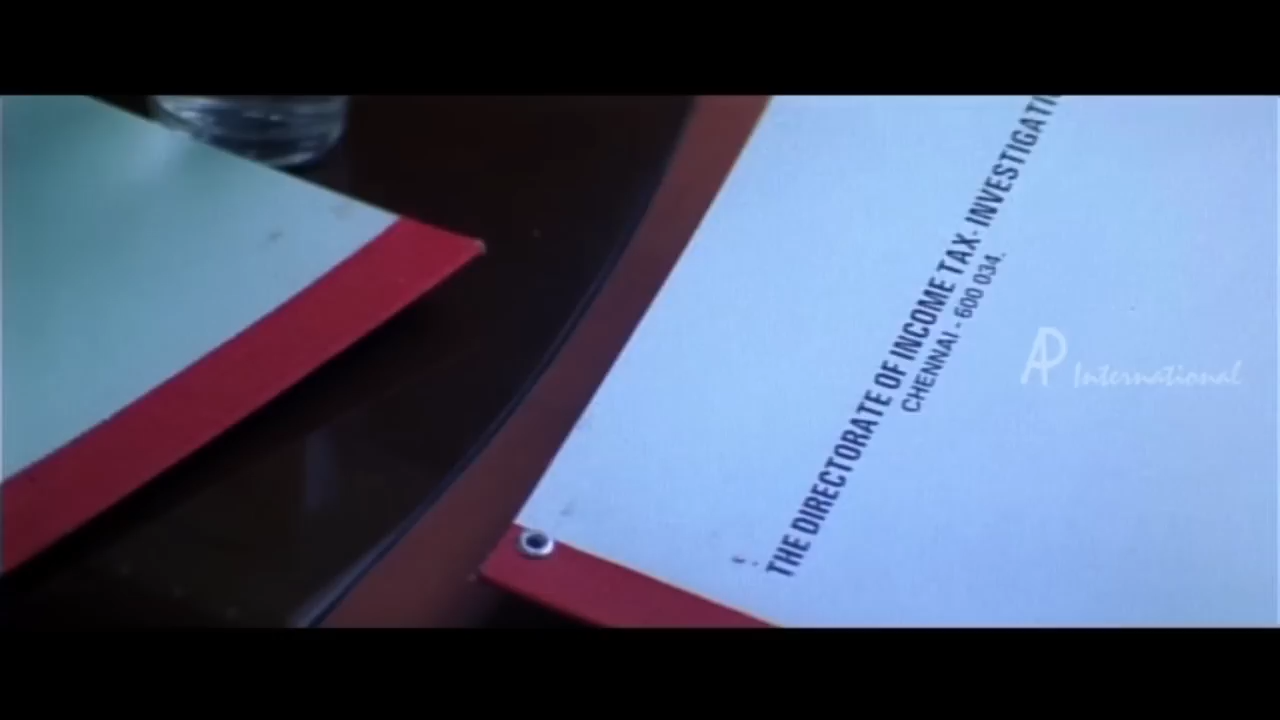 THE DIRECTORATE OF INCOME TAX- INVESTIGATI
CHENNAI - 600 034.
AP International